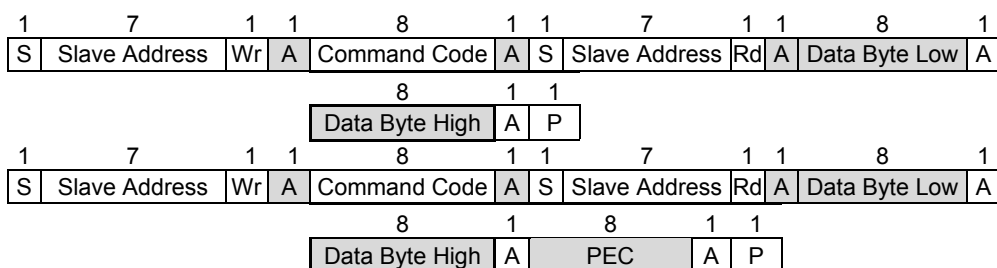 1 7 1 1 8 1 1 7 1 1 8 1
S Slave Address Wr A Command Code A S Slave Address Rd A Data Byte Low A
8 1 1
Data Byte High A P
1 7 1 1 8 1 1 7 1 1 8 1
S Slave Address Wr A Command Code A S Slave Address Rd A Data Byte Low A
8 1 8 1 1
Data Byte High A PEC A P